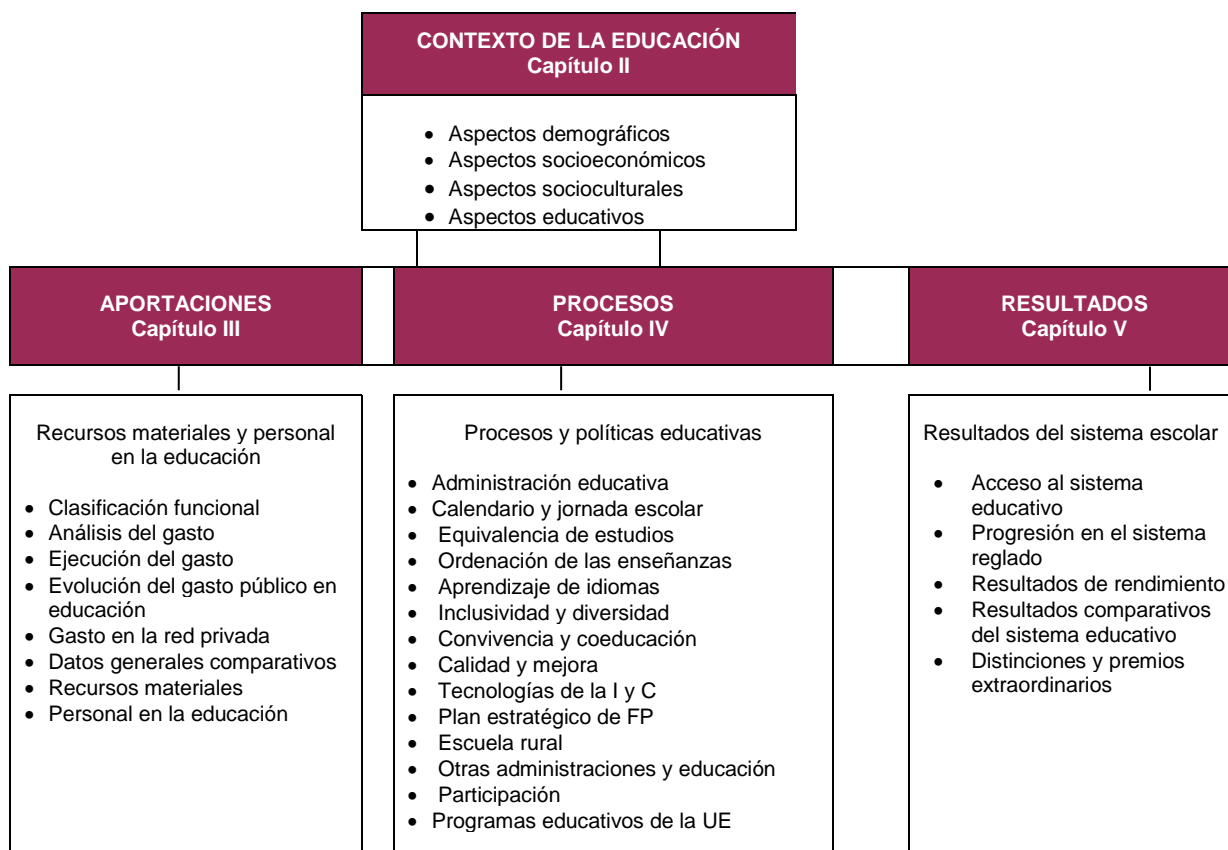 CONTEXTO DE LA EDUCACIÓN
Capítulo II
• Aspectos demográficos
• Aspectos socioeconómicos
• Aspectos socioculturales
• Aspectos educativos
APORTACIONES
Capítulo III
Recursos materiales y personal
en la educación
• Clasificación funcional
• Análisis del gasto
• Ejecución del gasto
• Evolución del gasto público en
educación
• Gasto en la red privada
• Datos generales comparativos
• Recursos materiales
• Personal en la educación
PROCESOS
Capítulo IV
Procesos y políticas educativas
• Administración educativa
• Calendario y jornada escolar
• Equivalencia de estudios
• Ordenación de las enseñanzas
• Aprendizaje de idiomas
• Inclusividad y diversidad
• Convivencia y coeducación
• Calidad y mejora
• Tecnologías de la I y C
• Plan estratégico de FP
• Escuela rural
• Otras administraciones y educación
• Participación
• Programas educativos de la UE
RESULTADOS
Capítulo V
Resultados del sistema escolar
• Acceso al sistema
educativo
• Progresión en el sistema
reglado
• Resultados de rendimiento
• Resultados comparativos
del sistema educativo
• Distinciones y premios
extraordinarios